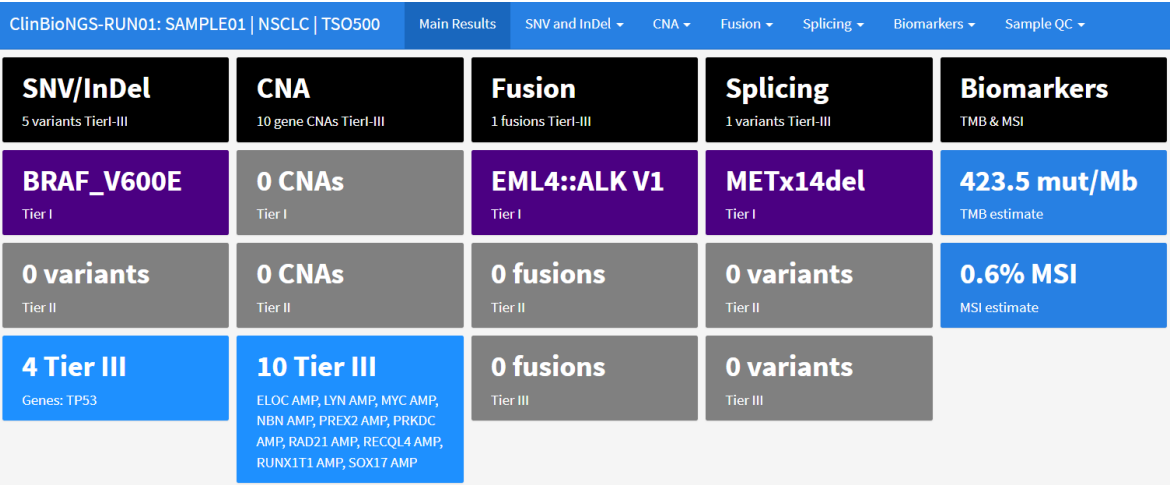 ClinBioNGS-RUN01: SAMPLE01 | NSCLC | TSO500
Main Results
SNV and InDel
CNA
Fusion
Splicing
Biomarkers
Sample QC
SNV/InDel
5 variants TierI-III
CNA
10 gene CNAs TierI-III
Fusion
1 fusions TierI-III
Splicing
1 variants TierI-III
Biomarkers
TMB & MSI
BRAF_V600E
Tier I
0 CNAs
Tier I
EML4::ALK V1
Tier I
METx14del
Tier I
423.5 mut/Mb
TMB estimate
0 variants
Tier II
0 CNAs
Tier II
0 fusions
Tier II
0 variants
Tier II
0.6% MSI
MSI estimate
4 Tier III
Genes: TP53
10 Tier III
ELOC AMP, LYN AMP, MYC AMP,
NBN AMP, PREX2 AMP, PRKDC
AMP, RAD21 AMP, RECQL4 AMP,
RUNX1T1 AMP, SOX17 AMP
0 fusions
Tier III
0 variants
Tier III